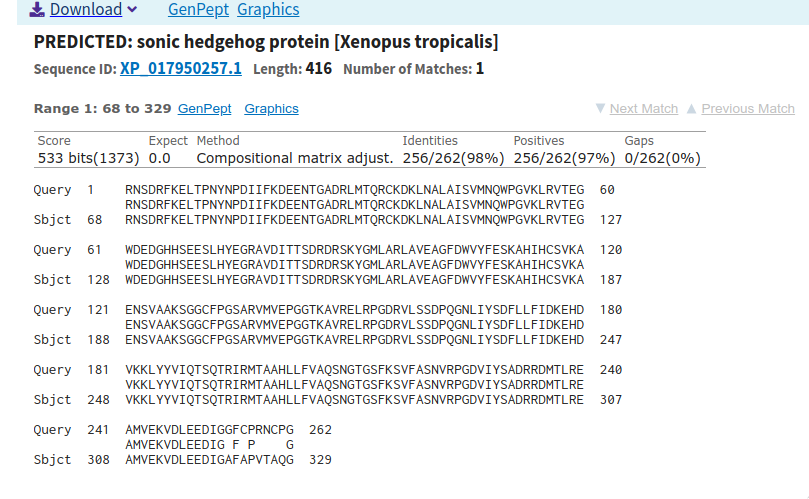 Download GenPept Graphics
PREDICTED: sonic hedgehog protein [Xenopus tropicalis]
Sequence ID: XP_017950257.1 Length: 416 Number of Matches: 1
Range 1: 68 to 329 GenPept Graphics ▼ Next Match ▲ Previous Match
Score Expect Method Identities Positives Gaps
533 bits(1373) 0.0 Compositional matrix adjust. 256/262(98%) 256/262(97%) 0/262(0%)
Query 1 RNSDRFKELTPNYNPDIIFKDEENTGADRLMTQRCKDKLNALAISVMNQWPGVKLRVTEG 60
RNSDRFKELTPNYNPDIIFKDEENTGADRLMTQRCKDKLNALAISVMNQWPGVKLRVTEG
Sbjct 68 RNSDRFKELTPNYNPDIIFKDEENTGADRLMTQRCKDKLNALAISVMNQWPGVKLRVTEG 127
Query 61 WDEDGHHSEESLHYEGRAVDITTSDRDRSKYGMLARLAVEAGFDWVYFESKAHIHCSVKA 120
WDEDGHHSEESLHYEGRAVDITTSDRDRSKYGMLARLAVEAGFDWVYFESKAHIHCSVKA
Sbjct 128 WDEDGHHSEESLHYEGRAVDITTSDRDRSKYGMLARLAVEAGFDWVYFESKAHIHCSVKA 187
Query 121 ENSVAAKSGGCFPGSARVMVEPGGTKAVRELRPGDRVLSSDPQGNLIYSDFLLFIDKEHD 180
ENSVAAKSGGCFPGSARVMVEPGGTKAVRELRPGDRVLSSDPQGNLIYSDFLLFIDKEHD
Sbjct 188 ENSVAAKSGGCFPGSARVMVEPGGTKAVRELRPGDRVLSSDPQGNLIYSDFLLFIDKEHD 247
Query 181 VKKLYYVIQTSQTRIRMTAAHLLFVAQSNGTGSFKSVFASNVRPGDVIYSADRRDMTLRE 240
VKKLYYVIQTSQTRIRMTAAHLLFVAQSNGTGSFKSVFASNVRPGDVIYSADRRDMTLRE
Sbjct 248 VKKLYYVIQTSQTRIRMTAAHLLFVAQSNGTGSFKSVFASNVRPGDVIYSADRRDMTLRE 307
Query 241 AMVEKVDLEEDIGGFCPRNCPG 262
AMVEKVDLEEDIG F P    G
Sbjct 308 AMVEKVDLEEDIGAFAPVTAQG 329